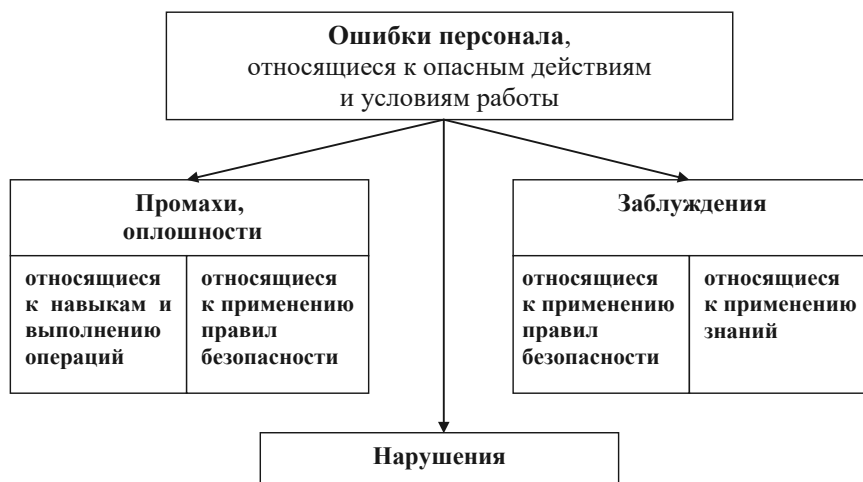 Ошибки персонала,
относящиеся к опасным действиям
и условиям работы
Промахи,
оплошности
относящиеся
к навыкам и
выполнению
операций
относящиеся
к применению
правил
безопасности
Заблуждения
относящиеся
к применению
правил
безопасности
относящиеся
к применению
знаний
Нарушения